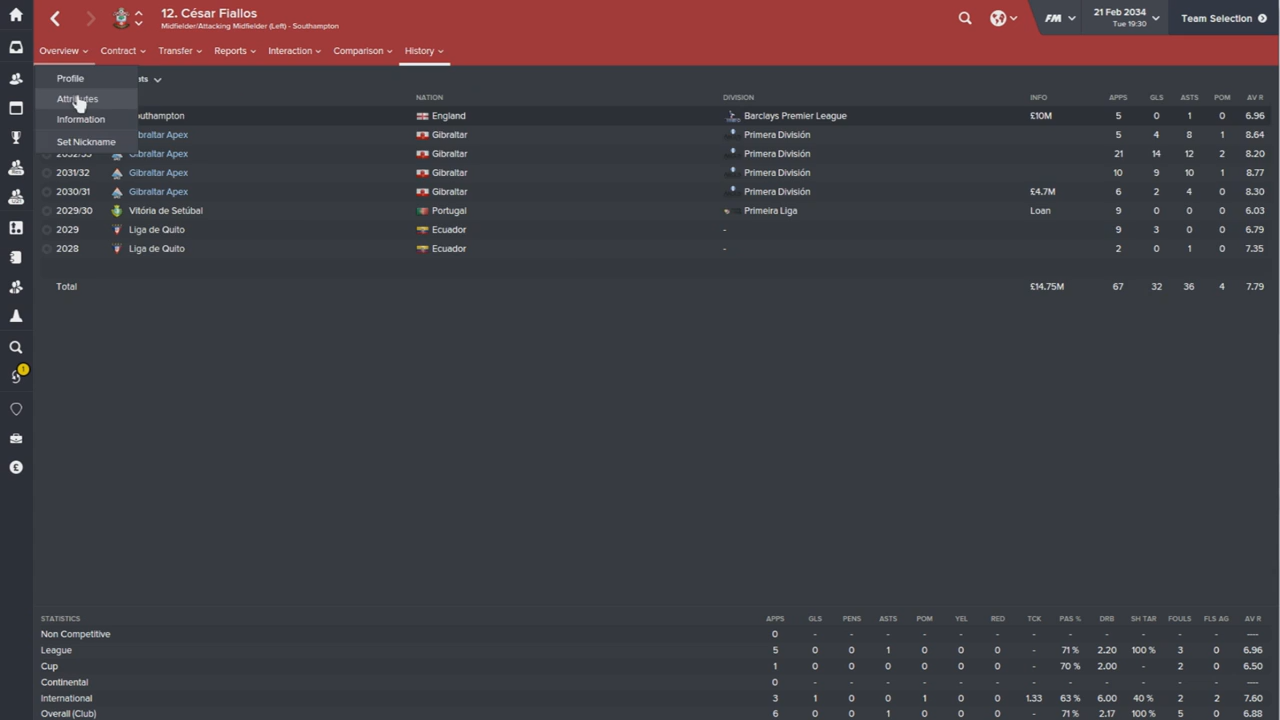 12. César Fiallos
Midfielder/Attacking Midfielder (Left) - Southampton
FM
21 Feb 2034
Tue 19:30
Team Selection
Overview Contract Transfer Reports Interaction Comparison History
Profile
Attributes
Information
Set Nickname
NATION DIVISION INFO APPS GLS ASTS POM AV R
England Barclays Premier League £10M 5 0 1 0 6.96
Gibraltar Apex Gibraltar Primera División 5 4 8 1 8.64
Gibraltar Apex Gibraltar Primera División 21 14 12 2 8.20
2031/32 Gibraltar Apex Gibraltar Primera División 10 9 10 1 8.77
2030/31 Gibraltar Apex Gibraltar Primera División £4.7M 6 2 4 0 8.30
2029/30 Vitória de Setúbal Portugal Primeira Liga Loan 9 0 0 0 6.03
2029 Liga de Quito Ecuador - 9 3 0 0 6.79
2028 Liga de Quito Ecuador - 2 0 1 0 7.35
Total £14.75M 67 32 36 4 7.79
STATISTICS APPS GLS PENS ASTS POM YEL RED TCK PAS % DRB SH TAR FOULS FLS AG AV R
Non Competitive 0 - - - - - - - - - - - - ---
League 5 0 0 1 0 0 0 - 71 % 2.20 100 % 3 0 6.96
Cup 1 0 0 0 0 0 0 - 70 % 2.00 - 2 0 6.50
Continental 0 - - - - - - - - - - - - ---
International 3 1 0 0 1 0 0 1.33 63 % 6.00 40 % 2 2 7.60
Overall (Club) 6 0 0 1 0 0 0 - 71 % 2.17 100 % 5 0 6.88
1